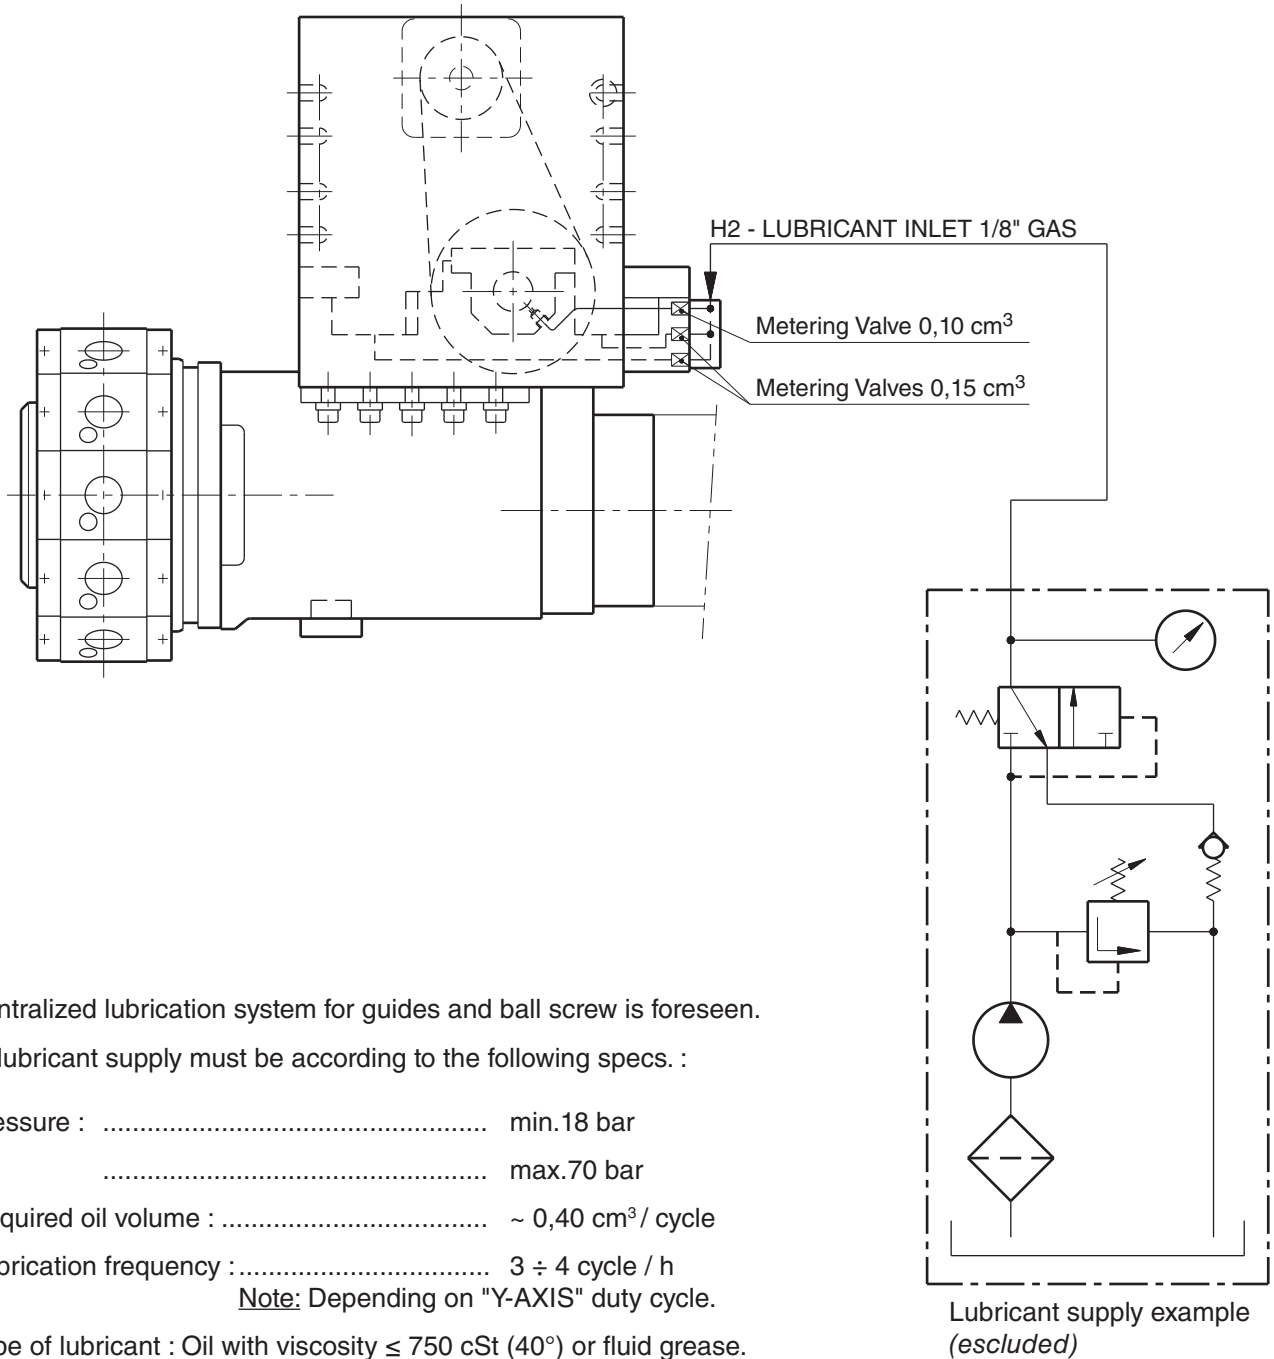 H2 - LUBRICANT INLET 1/8" GAS
Metering Valve 0,10 cm³
Metering Valves 0,15 cm³
ntralized lubrication system for guides and ball screw is foreseen.
lubricant supply must be according to the following specs. :
essure : .................................................... min.18 bar
.................................................... max.70 bar
quired oil volume : .................................... ~ 0,40 cm³ / cycle
brication frequency : .................................. 3 ÷ 4 cycle / h
Note: Depending on "Y-AXIS" duty cycle.
pe of lubricant : Oil with viscosity ≤ 750 cSt (40°) or fluid grease.
Lubricant supply example
(escluded)